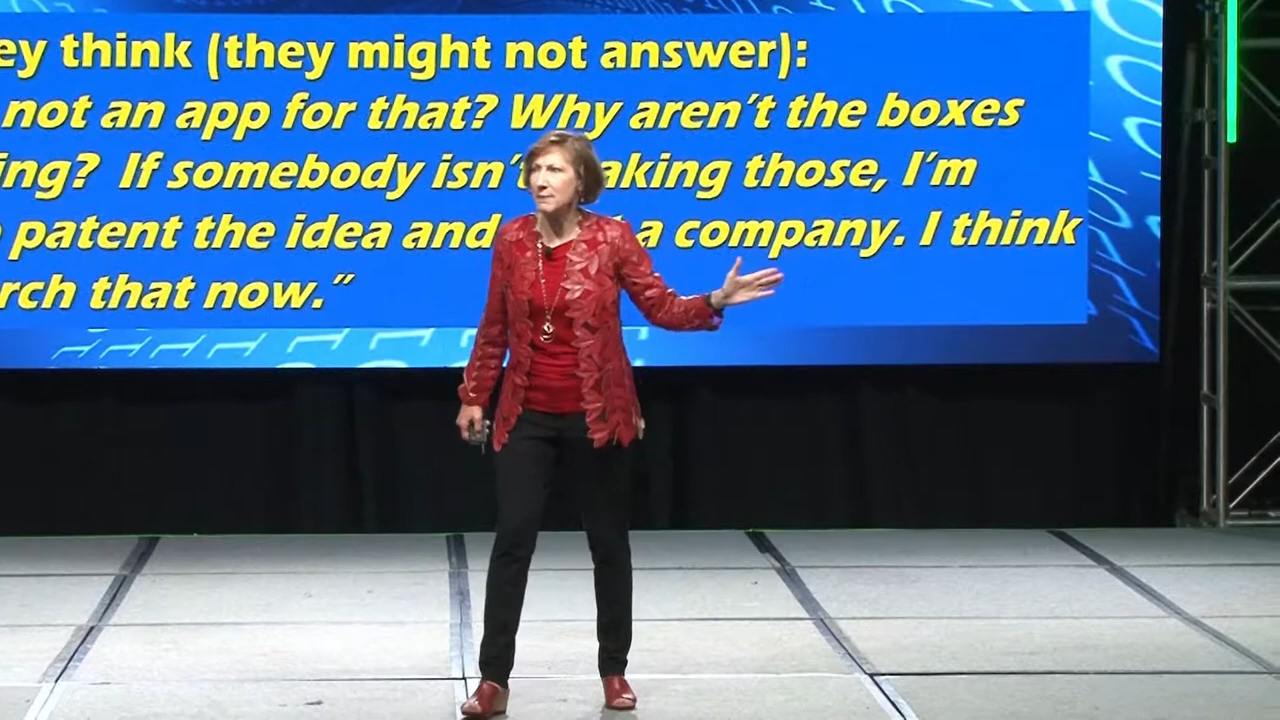 ey think (they might not answer):
not an app for that? Why aren't the boxes
ing? If somebody isn't aking those, I'm
patent the idea and a company. I think
rch that now."